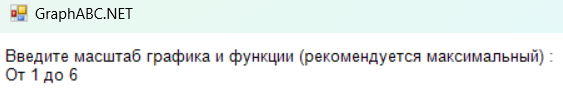 GraphABC.NET
Введите масштаб графика и функции (рекомендуется максимальный) :
От 1 до 6